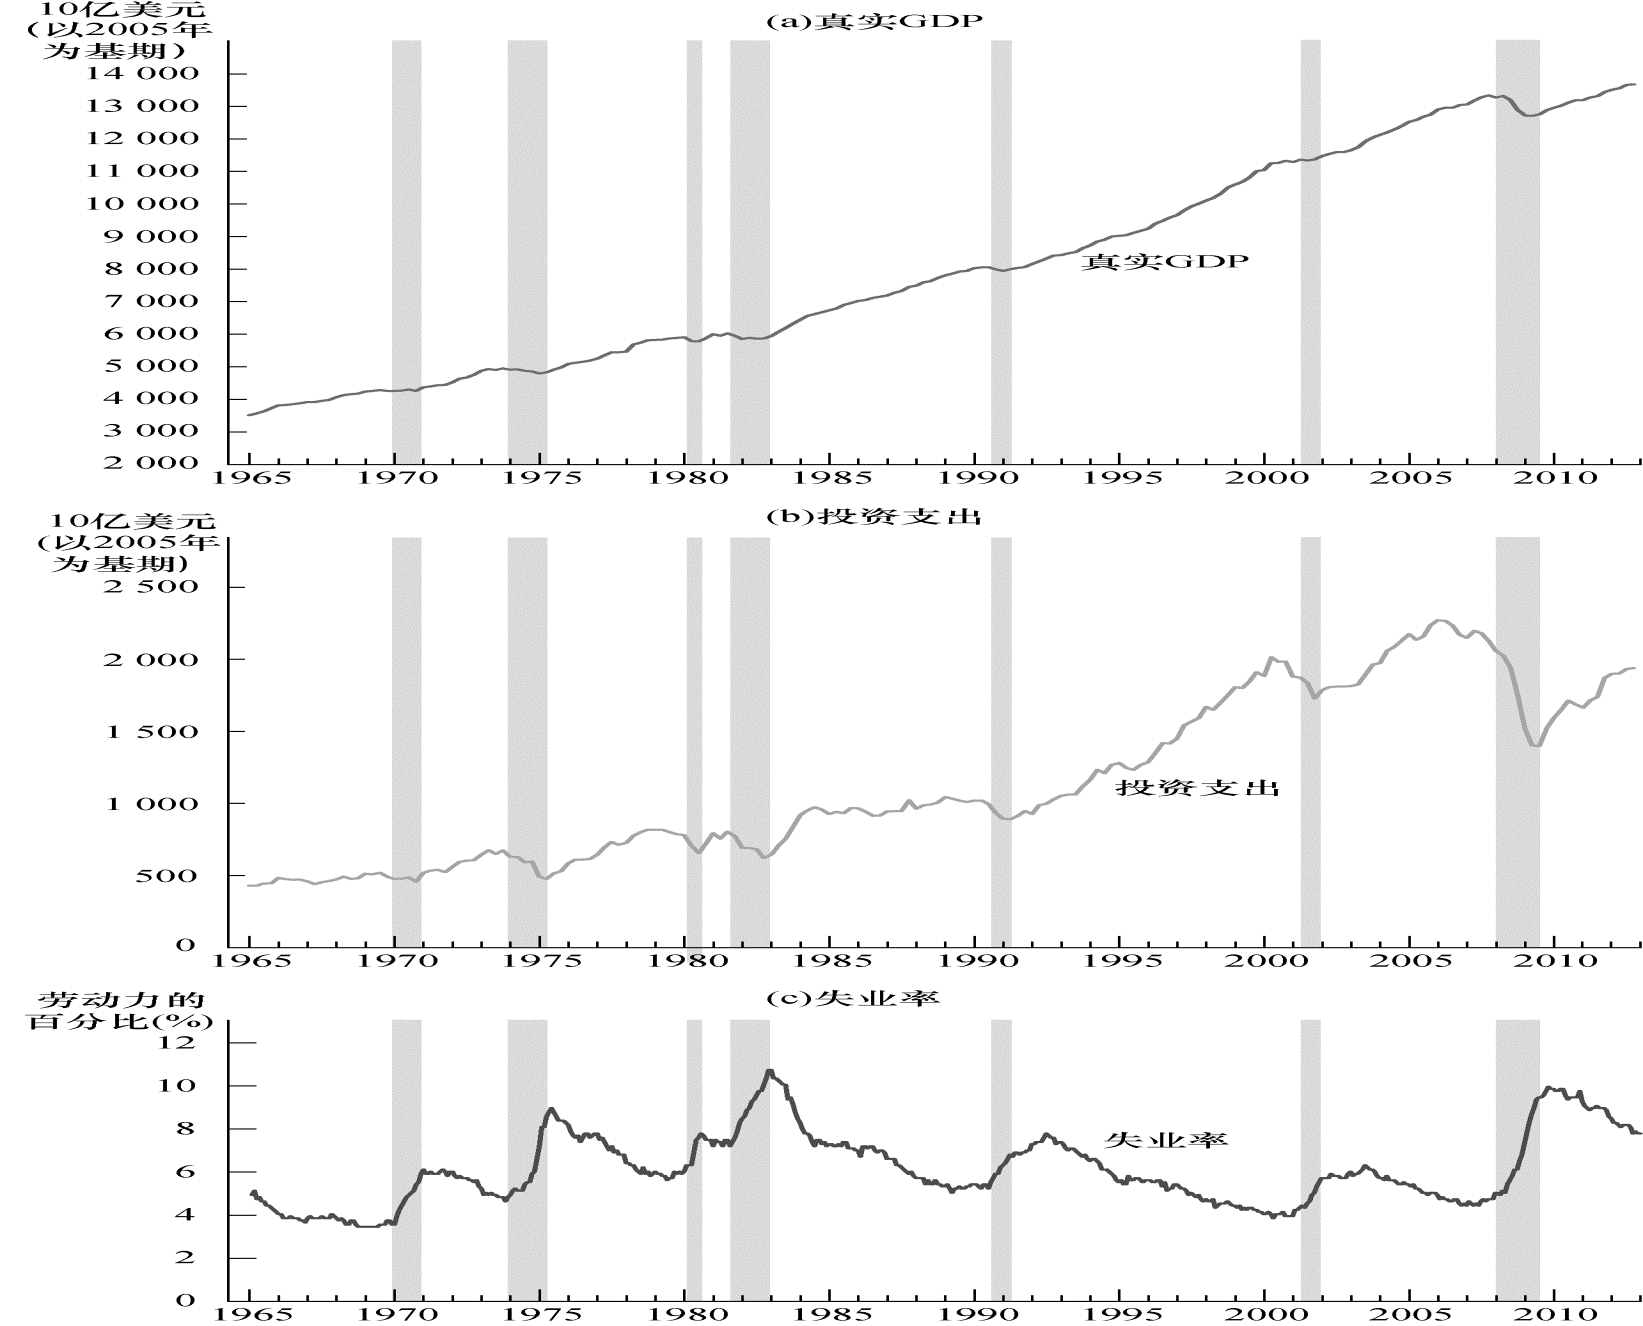 10亿美元
(以2005年
为基期)
(a)真实GDP
14 000
13 000
12 000
11 000
10 000
9 000
8 000
7 000
6 000
5 000
4 000
3 000
2 000
真实GDP
1965 1970 1975 1980 1985 1990 1995 2000 2005 2010
10亿美元
(以2005年
为基期)
(b)投资支出
2 500
2 000
1 500
1 000
500
0
投资支出
1965 1970 1975 1980 1985 1990 1995 2000 2005 2010
劳动力的
百分比(%)
(c)失业率
12
10
8
6
4
2
0
失业率
1965 1970 1975 1980 1985 1990 1995 2000 2005 2010